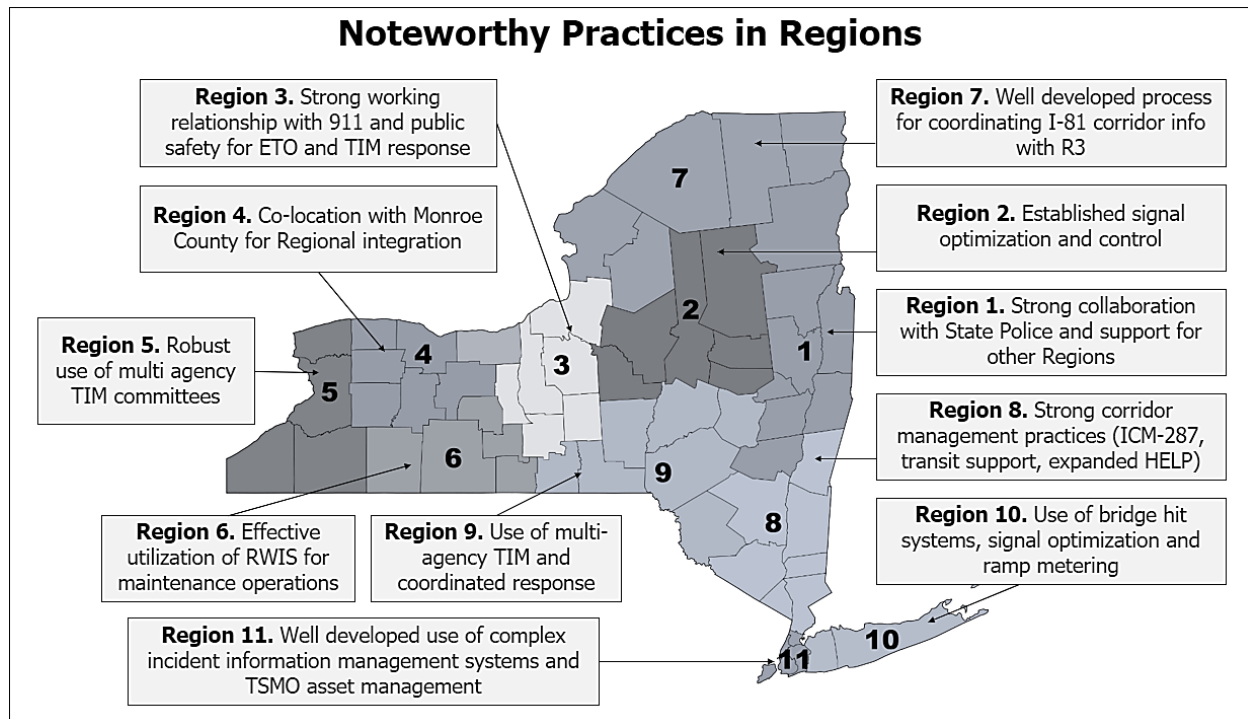 Noteworthy Practices in Regions
Region 3. Strong working
relationship with 911 and public
safety for ETO and TIM response
Region 7. Well developed process
for coordinating I-81 corridor info
with R3
Region 4. Co-location with Monroe
County for Regional integration
Region 2. Established signal
optimization and control
Region 5. Robust
use of multi agency
TIM committees
Region 1. Strong collaboration
with State Police and support for
other Regions
Region 8. Strong corridor
management practices (ICM-287,
transit support, expanded HELP)
Region 6. Effective
utilization of RWIS for
maintenance operations
Region 9. Use of multi-
agency TIM and
coordinated response
Region 10. Use of bridge hit
systems, signal optimization and
ramp metering
Region 11. Well developed use of complex
incident information management systems and
TSMO asset management
7
2
1
4
3
5
6
9
8
10
11